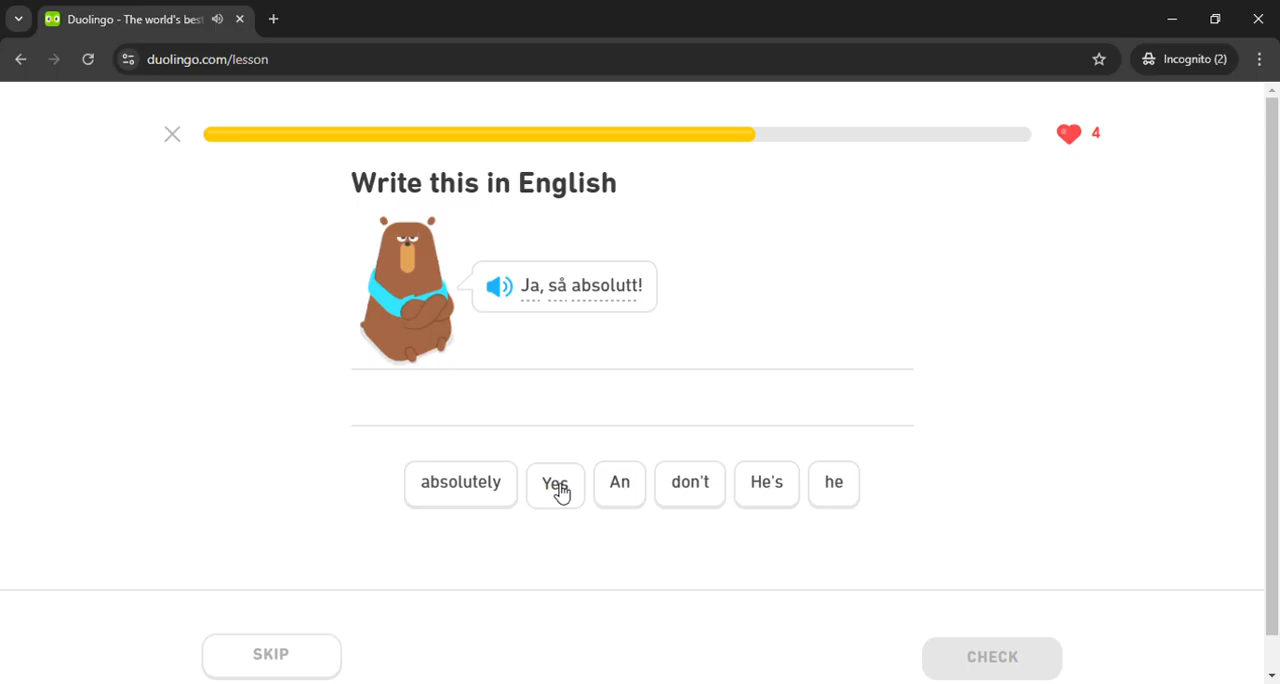 Duolingo - The world's bes
duolingo.com/lesson
Incognito (2)
4
Write this in English
Ja, så absolutt!
absolutely Yes An don't He's he
SKIP CHECK